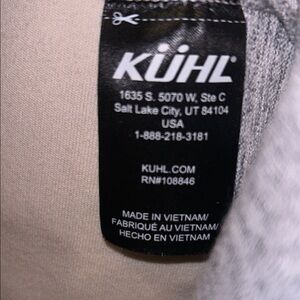 KÜHL
1635 S. 5070 W, Ste C
Salt Lake City, UT 84104
USA
1-888-218-3181
KUHL.COM
RN#108846
MADE IN VIETNAM/
FABRIQUÉ AU VIETNAM/
HECHO EN VIETNAM